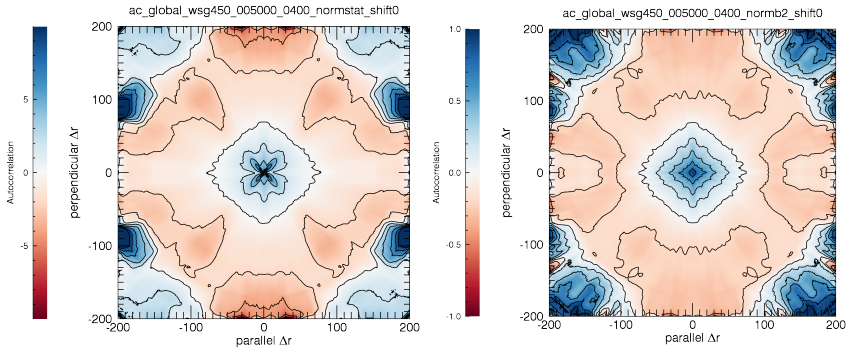 ac_global_wsg450_005000_0400_normstat_shift0
Autocorrelation
5
0
-5
perpendicular Δr
200
100
0
-100
-200
-200 -100 0 100 200
parallel Δr
ac_global_wsg450_005000_0400_normb2_shift0
Autocorrelation
1.0
0.5
0.0
-0.5
-1.0
perpendicular Δr
200
100
0
-100
-200
-200 -100 0 100 200
parallel Δr